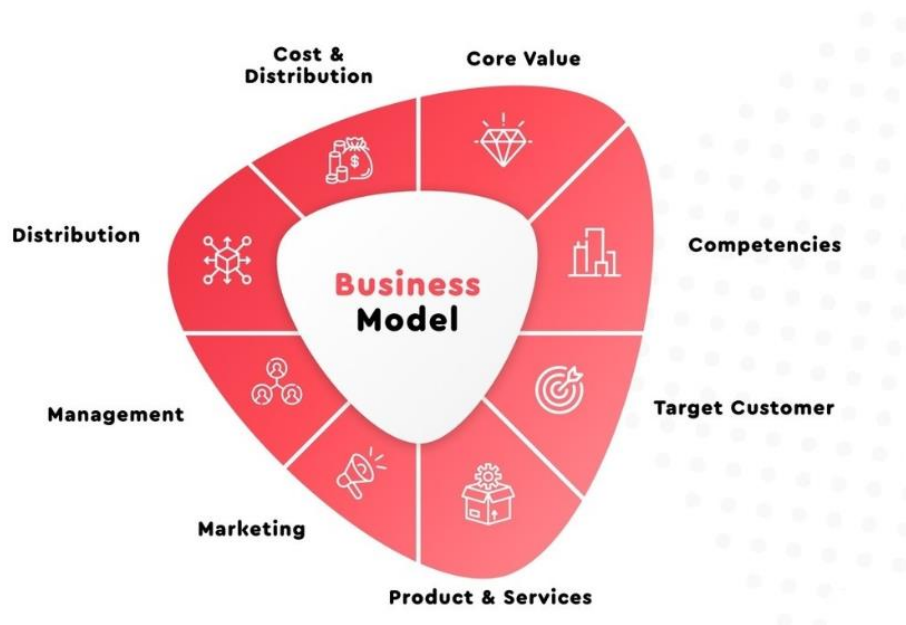 Cost &
Distribution
Core Value
Distribution
Competencies
Business
Model
Management
Target Customer
Marketing
Product & Services
$